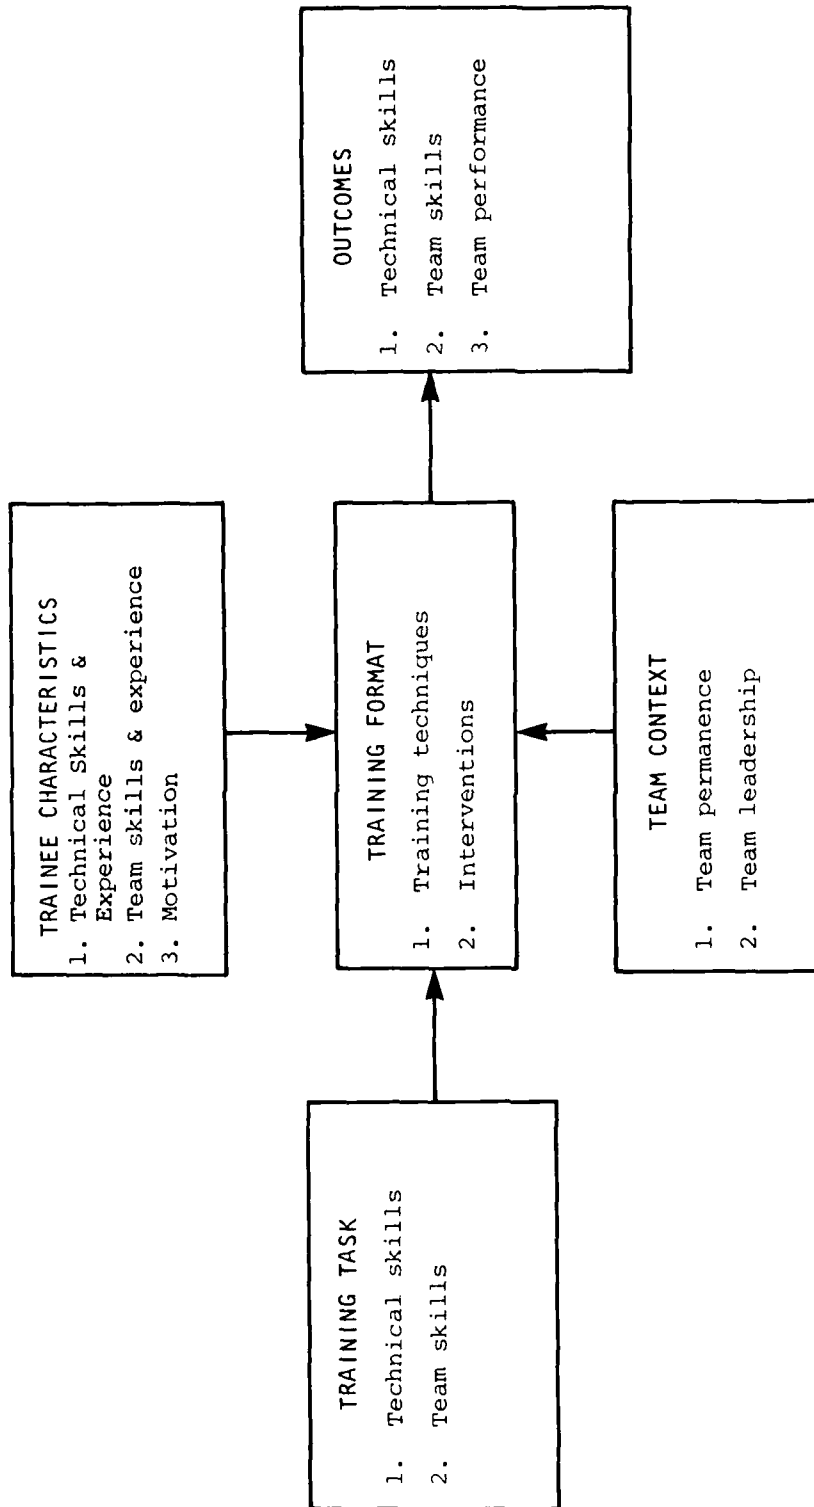 TRAINEE CHARACTERISTICS
1. Technical Skills &
Experience
2. Team skills & experience
3. Motivation
TRAINING TASK
1. Technical skills
2. Team skills
TRAINING FORMAT
1. Training techniques
2. Interventions
OUTCOMES
1. Technical skills
2. Team skills
3. Team performance
TEAM CONTEXT
1. Team permanence
2. Team leadership